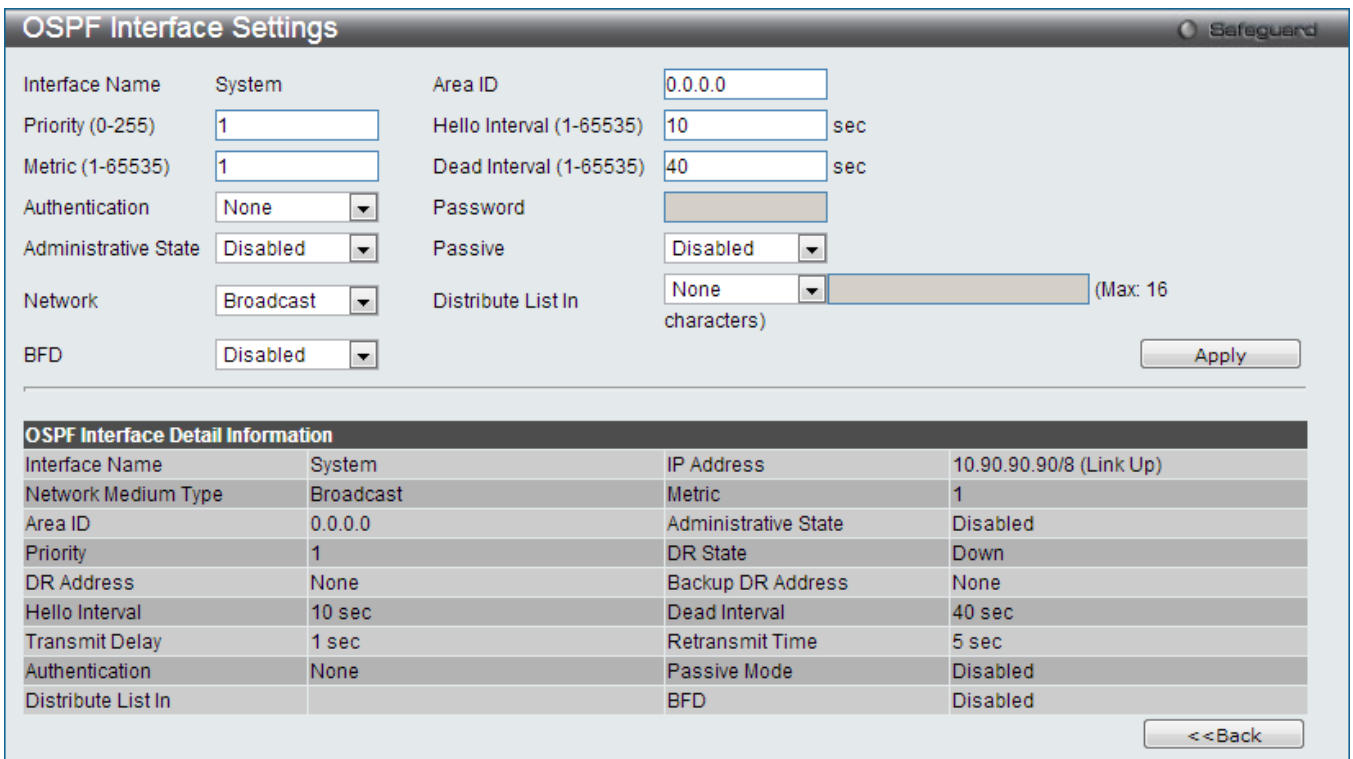 OSPF Interface Settings
Safeguard
Interface Name System Area ID 0.0.0.0
Priority (0-255) 1 Hello Interval (1-65535) 10 sec
Metric (1-65535) 1 Dead Interval (1-65535) 40 sec
Authentication None Password
Administrative State Disabled Passive Disabled
Network Broadcast Distribute List In None (Max: 16
characters)
BFD Disabled Apply
OSPF Interface Detail Information
Interface Name System IP Address 10.90.90.90/8 (Link Up)
Network Medium Type Broadcast Metric 1
Area ID 0.0.0.0 Administrative State Disabled
Priority 1 DR State Down
DR Address None Backup DR Address None
Hello Interval 10 sec Dead Interval 40 sec
Transmit Delay 1 sec Retransmit Time 5 sec
Authentication None Passive Mode Disabled
Distribute List In BFD Disabled
<<Back